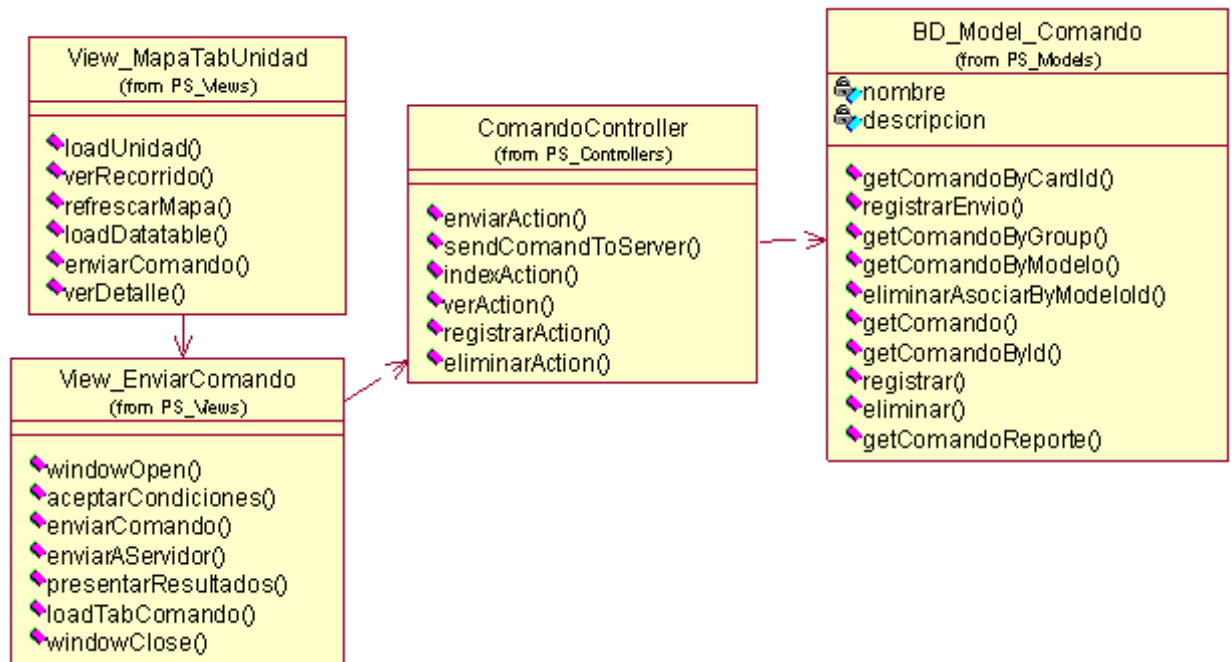 View_MapaTabUnidad
(from PS_Views)
loadUnidad()
verRecorrido()
refrescarMapa()
loadDatatable()
enviarComando()
verDetalle()
View_EnviarComando
(from PS_Views)
windowOpen()
aceptarCondiciones()
enviarComando()
enviarAServidor()
presentarResultados()
loadTabComando()
windowClose()
ComandoController
(from PS_Controllers)
enviarAction()
sendComandToServer()
indexAction()
verAction()
registrarAction()
eliminarAction()
BD_Model_Comando
(from PS_Models)
nombre
descripcion
getComandoByCardId()
registrarEnvio()
getComandoByGroup()
getComandoByModelo()
eliminarAsociarByModeloId()
getComando()
getComandoById()
registrar()
eliminar()
getComandoReporte()